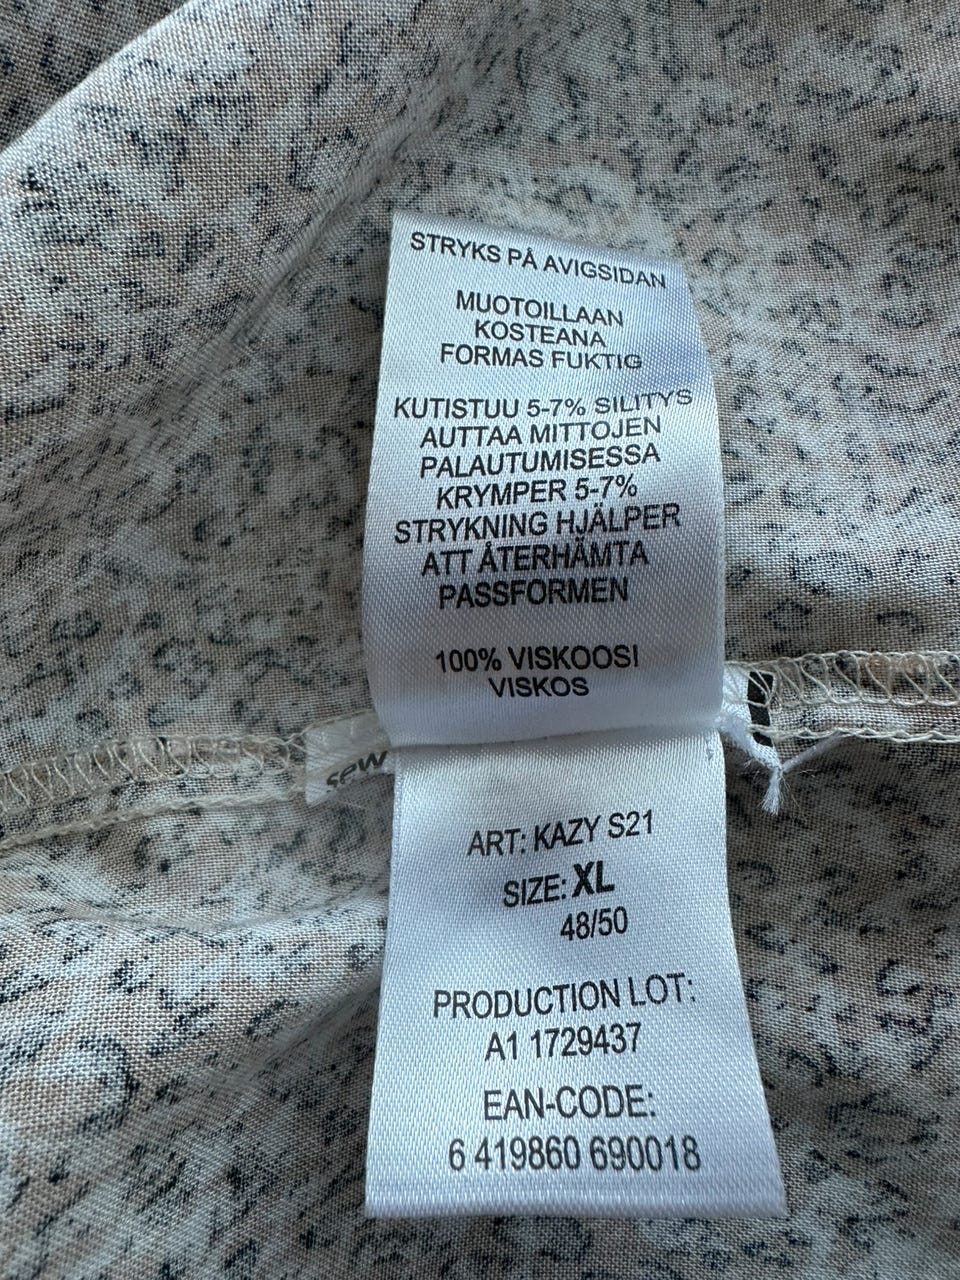 STRYKS PÅ AVIGSIDAN
MUOTOILLAAN
KOSTEANA
FORMAS FUKTIG
KUTISTUU 5-7% SILITYS
AUTTAA MITTOJEN
PALAUTUMISESSA
KRYMPER 5-7%
STRYKNING HJÄLPER
ATT ÅTERHÄMTA
PASSFORMEN
100% VISKOOSI
VISKOS
sew
ART: KAZY S21
SIZE: XL
48/50
PRODUCTION LOT:
A1 1729437
EAN-CODE:
6 419860 690018